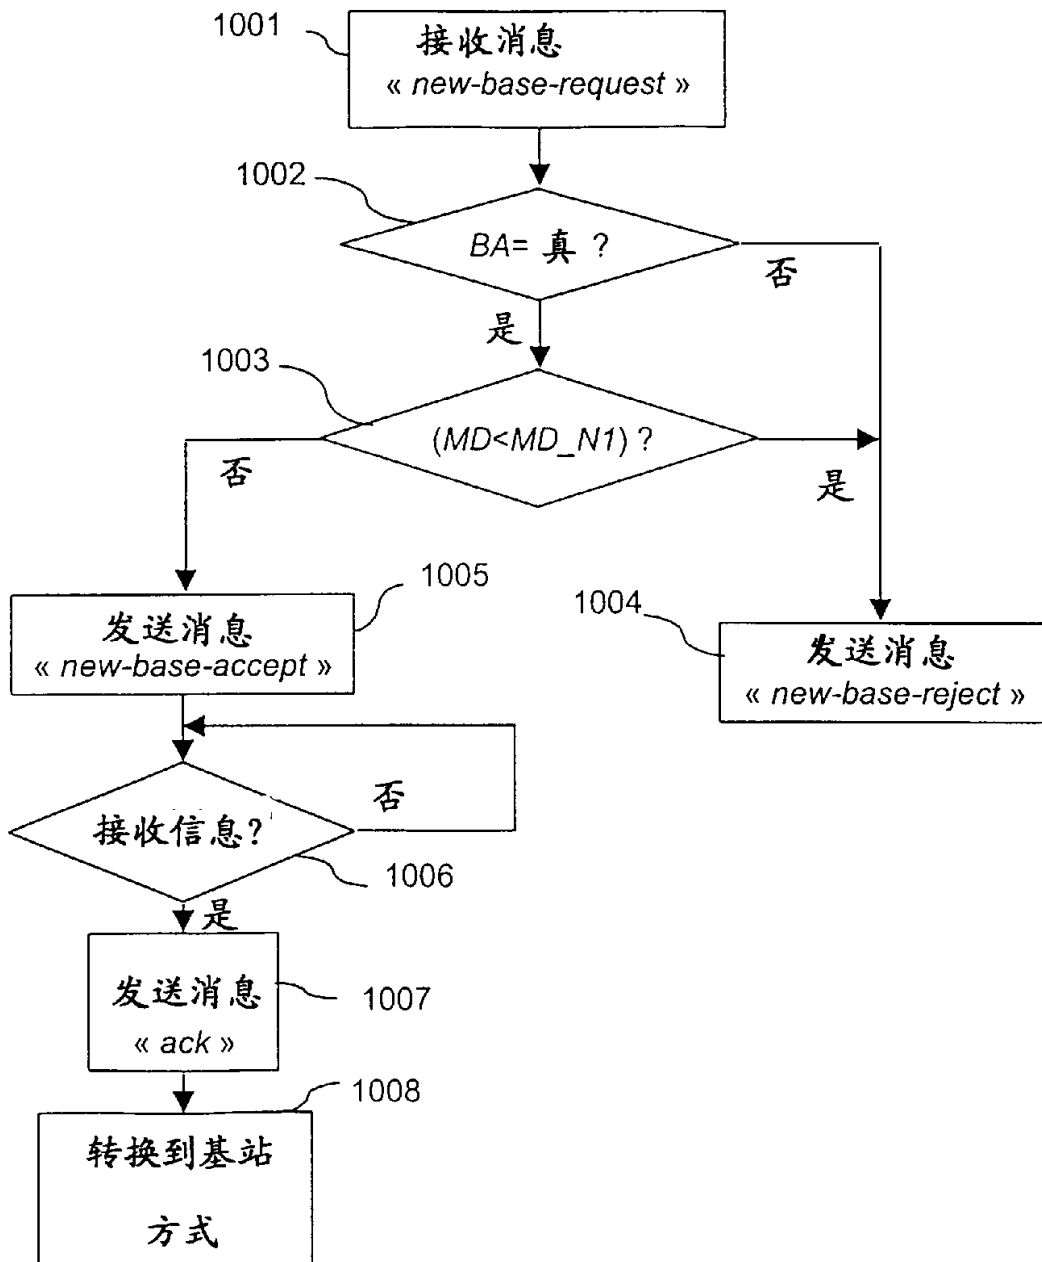 1001
接收消息
« new-base-request »
1002
BA= 真 ?
否
是
1003
(MD<MD_N1) ?
否
是
1005
发送消息
« new-base-accept »
1004
发送消息
« new-base-reject »
否
接收信息?
1006
是
发送消息
« ack »
1007
1008
转换到基站
方式